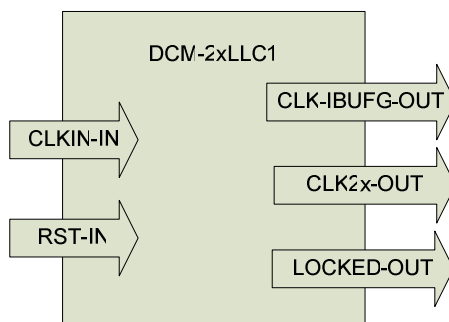 DCM-2xLLC1
CLK-IBUFG-OUT
CLKIN-IN
CLK2x-OUT
RST-IN
LOCKED-OUT